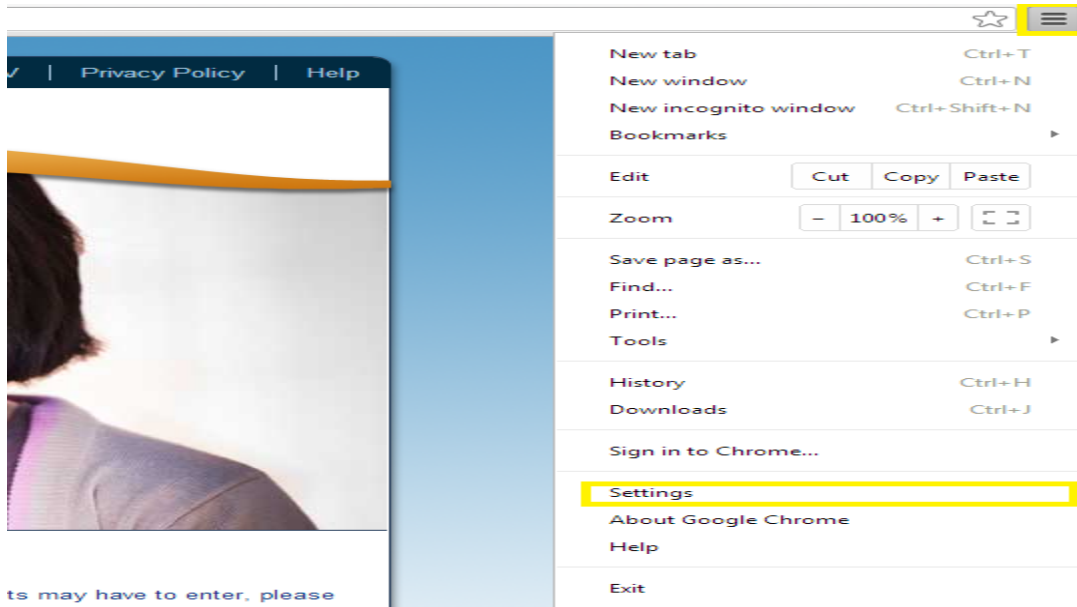 Privacy Policy | Help
New tab Ctrl+T
New window Ctrl+N
New incognito window Ctrl+Shift+N
Bookmarks
Edit Cut Copy Paste
Zoom - 100% +
Save page as... Ctrl+S
Find... Ctrl+F
Print... Ctrl+P
Tools
History Ctrl+H
Downloads Ctrl+J
Sign in to Chrome...
Settings
About Google Chrome
Help
Exit
ts may have to enter, please